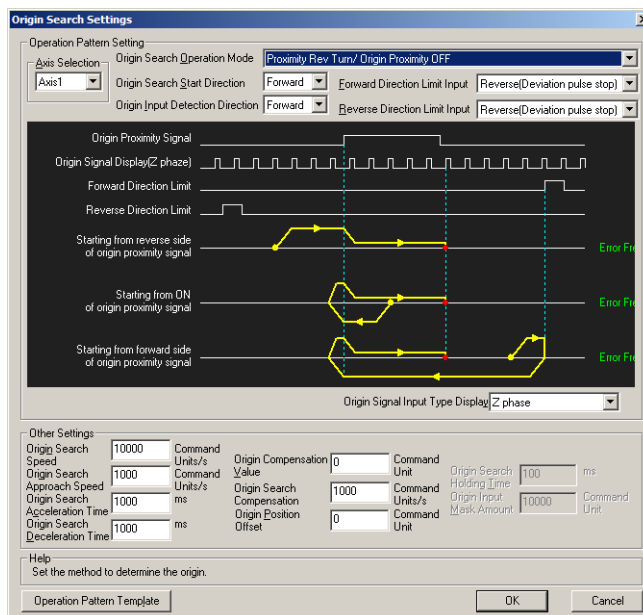 Origin Search Settings
Operation Pattern Setting
Axis Selection
Axis1
Origin Search Operation Mode
Proximity Rev Turn/ Origin Proximity OFF
Origin Search Start Direction
Forward
Forward Direction Limit Input
Reverse(Deviation pulse stop)
Origin Input Detection Direction
Forward
Reverse Direction Limit Input
Reverse(Deviation pulse stop)
Origin Proximity Signal
Origin Signal Display(Z phase)
Forward Direction Limit
Reverse Direction Limit
Starting from reverse side
of origin proximity signal
Error Fre
Starting from ON
of origin proximity signal
Error Fre
Starting from forward side
of origin proximity signal
Error Fre
Origin Signal Input Type Display
Z phase
Other Settings
Origin Search
Speed
10000
Command
Units/s
Origin Search
Approach Speed
1000
Command
Units/s
Origin Search
Acceleration Time
1000
ms
Origin Search
Deceleration Time
1000
ms
Origin Compensation
Value
0
Command
Unit
Origin Search
Compensation
1000
Command
Units/s
Origin Position
Offset
0
Command
Unit
Origin Search
Holding Time
100
ms
Origin Input
Mask Amount
10000
Command
Unit
Help
Set the method to determine the origin.
Operation Pattern Template
OK
Cancel